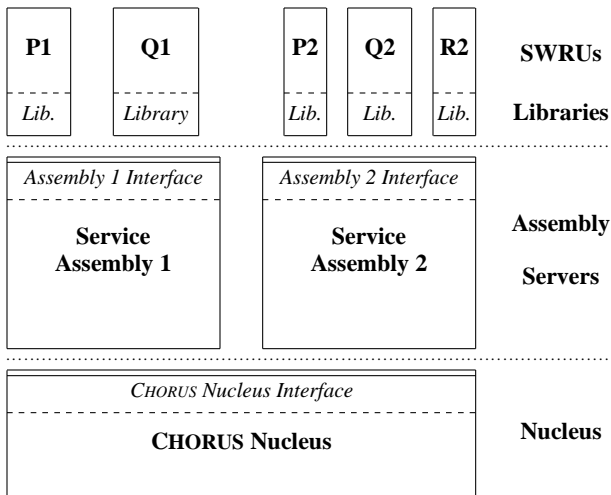 P1 Q1 P2 Q2 R2 SWRUs
Lib. Library Lib. Lib. Lib. Libraries
Assembly 1 Interface Assembly 2 Interface
Service Assembly 1
Service Assembly 2
Assembly Servers
CHORUS Nucleus Interface
CHORUS Nucleus
Nucleus